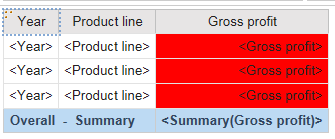 Year Product line Gross profit
<Year> <Product line> <Gross profit>
<Year> <Product line> <Gross profit>
<Year> <Product line> <Gross profit>
Overall - Summary <Summary(Gross profit)>